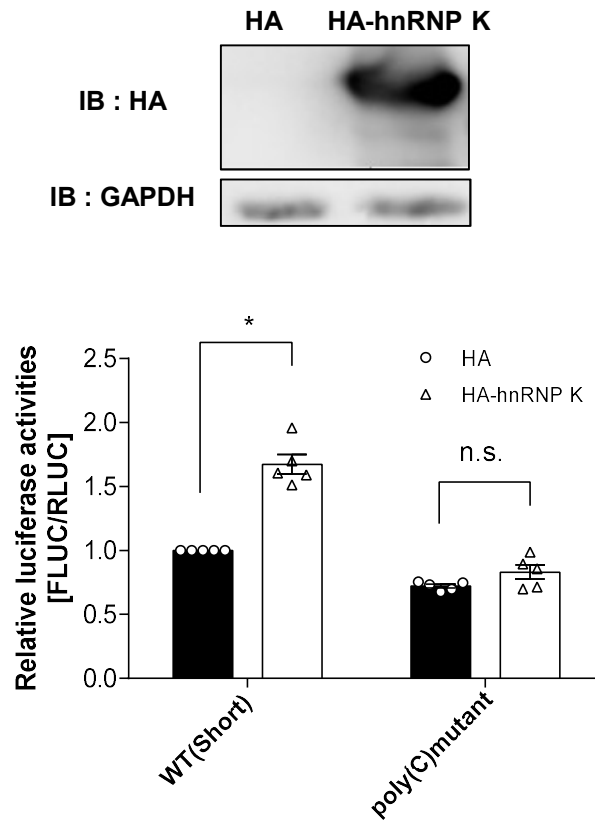 HA HA-hnRNP K
IB : HA
IB : GAPDH
*
2.5
2.0
1.5
1.0
0.5
0.0
Relative luciferase activities
[FLUC/RLUC]
HA
HA-hnRNP K
n.s.
WT(Short)
poly(C)mutant